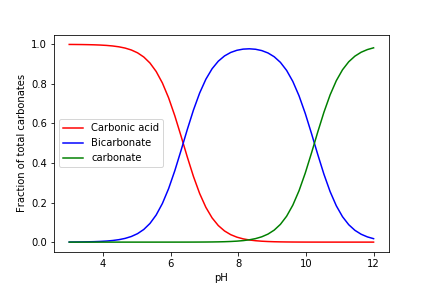 1.0
0.8
0.6
0.4
0.2
0.0
Fraction of total carbonates
Carbonic acid
Bicarbonate
carbonate
4 6 8 10 12
pH